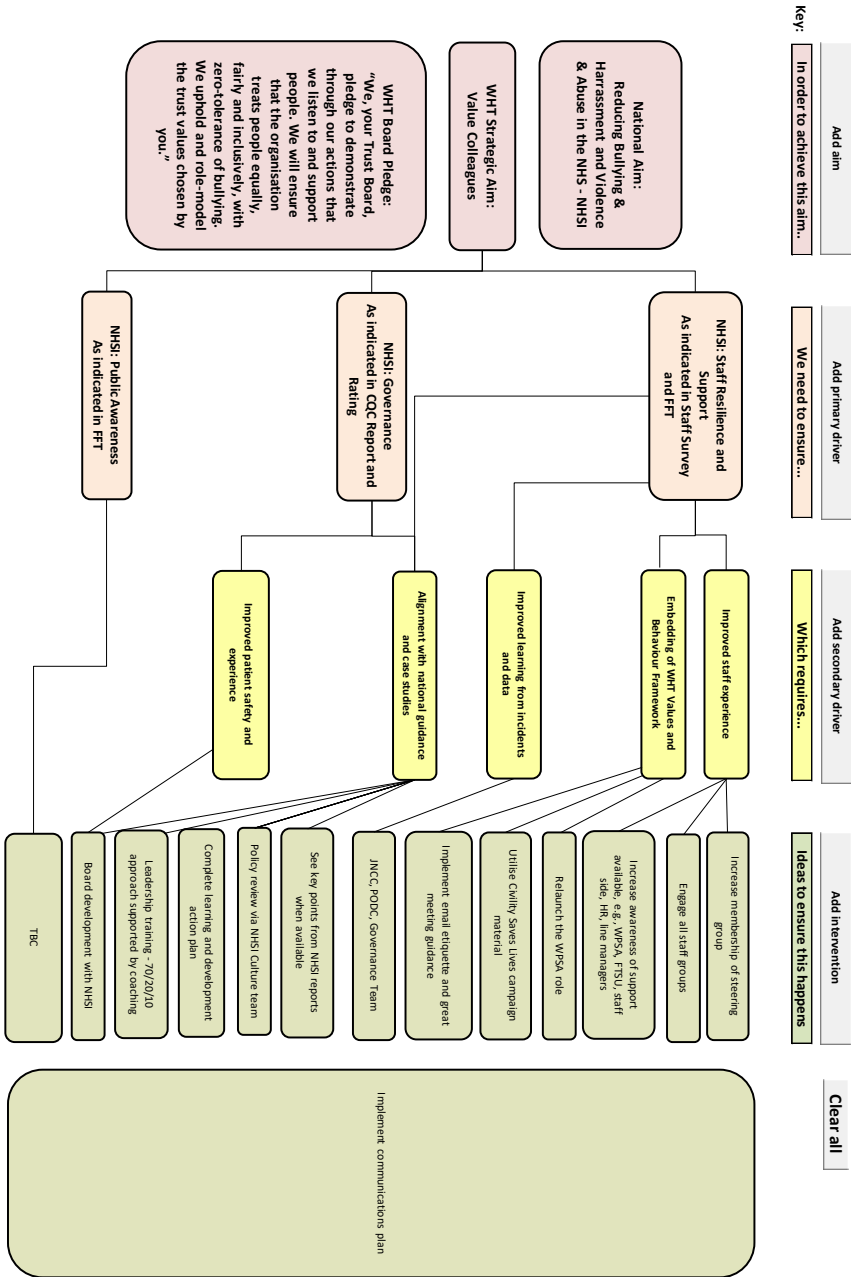 Key:
Add aim
Add primary driver
Add secondary driver
Add intervention
Clear all
In order to achieve this aim..
We need to ensure...
Which requires...
Ideas to ensure this happens
National Aim:
Reducing Bullying &
Harrassment and Violence
& Abuse in the NHS - NHSI
WHT Strategic Aim:
Value Colleagues
WHT Board Pledge:
"We, your Trust Board,
pledge to demonstrate
through our actions that
we listen to and support
people. We will ensure
that the organisation
treats people equally,
fairly and inclusively, with
zero-tolerance of bullying.
We uphold and role-model
the trust values chosen by
you."
NHSI: Staff Resilience and
Support
As indicated in Staff Survey
and FFT
NHSI: Governance
As indicated in CQC Report and
Rating
NHSI: Public Awareness
As indicated in FFT
Improved staff experience
Embedding of WHT Values and
Behaviour Framework
Improved learning from incidents
and data
Alignment with national guidance
and case studies
Improved patient safety and
experience
Increase membership of steering
group
Engage all staff groups
Increase awareness of support
available, e.g., WPSA, FTSU, staff
side, HR, line managers
Relaunch the WPSA role
Utilise Civility Saves Lives campaign
material
Implement email etiquette and great
meeting guidance
JNCC, PODC, Governance Team
See key points from NHSI reports
when available
Policy review via NHSI Culture team
Complete learning and development
action plan
Leadership training - 70/20/10
approach supported by coaching
Board development with NHSI
TBC
Implement communications plan